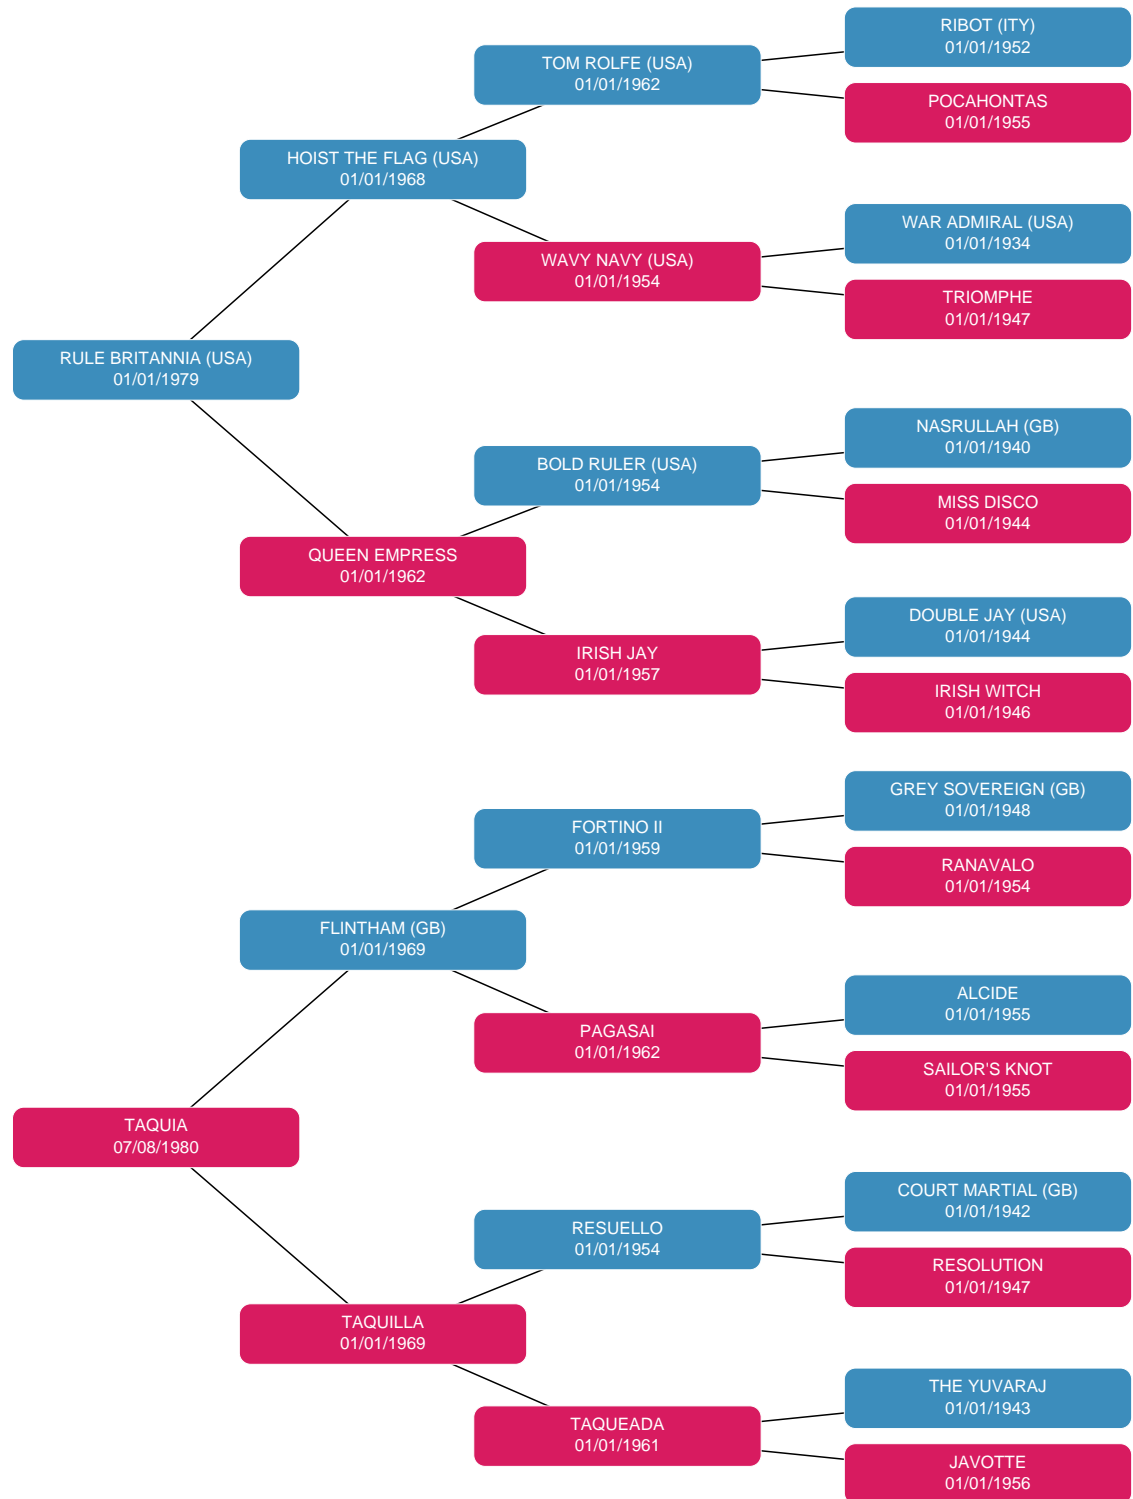 RIBOT (ITY)
01/01/1952
TOM ROLFE (USA)
01/01/1962
POCAHONTAS
01/01/1955
HOIST THE FLAG (USA)
01/01/1968
WAR ADMIRAL (USA)
01/01/1934
WAVY NAVY (USA)
01/01/1954
TRIOMPHE
01/01/1947
RULE BRITANNIA (USA)
01/01/1979
NASRULLAH (GB)
01/01/1940
BOLD RULER (USA)
01/01/1954
MISS DISCO
01/01/1944
QUEEN EMPRESS
01/01/1962
DOUBLE JAY (USA)
01/01/1944
IRISH JAY
01/01/1957
IRISH WITCH
01/01/1946
GREY SOVEREIGN (GB)
01/01/1948
FORTINO II
01/01/1959
RANAVALO
01/01/1954
FLINTHAM (GB)
01/01/1969
ALCIDE
01/01/1955
PAGASAI
01/01/1962
SAILOR'S KNOT
01/01/1955
TAQUIA
07/08/1980
COURT MARTIAL (GB)
01/01/1942
RESUELLO
01/01/1954
RESOLUTION
01/01/1947
TAQUILLA
01/01/1969
THE YUVARAJ
01/01/1943
TAQUEADA
01/01/1961
JAVOTTE
01/01/1956